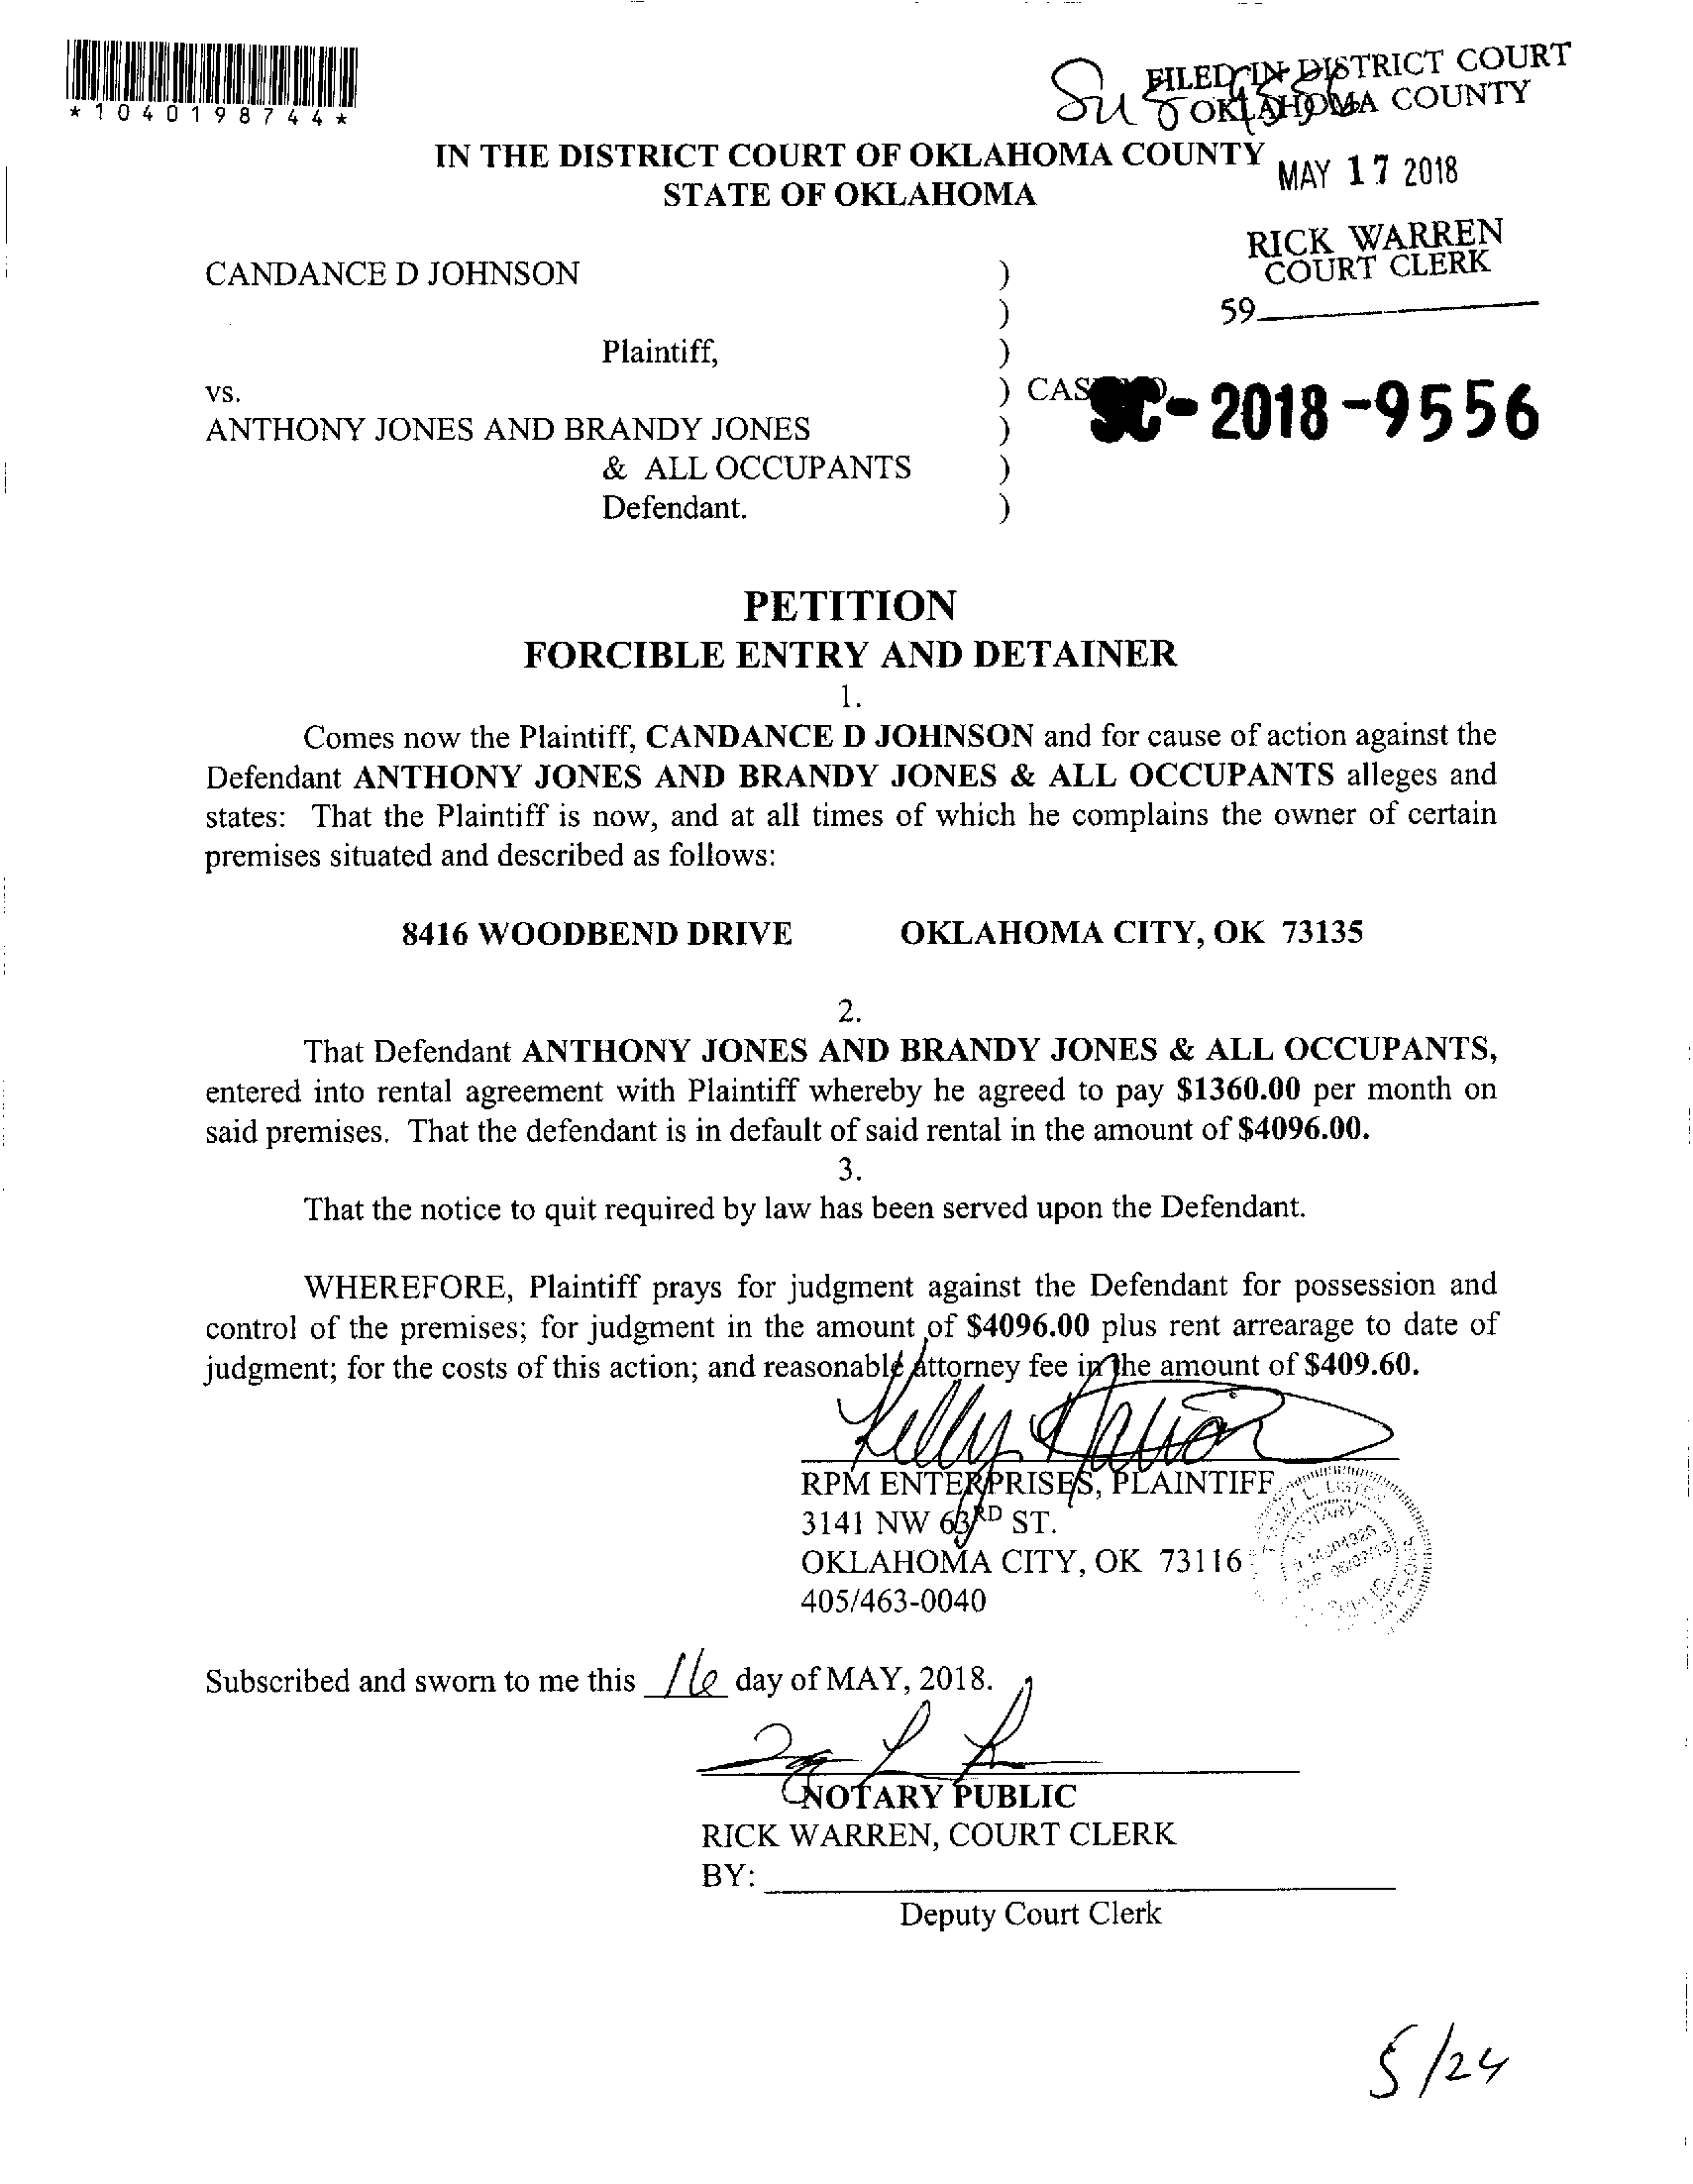 *1040198744*
FILED IN DISTRICT COURT
OKLAHOMA COUNTY
IN THE DISTRICT COURT OF OKLAHOMA COUNTY
STATE OF OKLAHOMA
MAY 17 2018
RICK WARREN
COURT CLERK
59
CANDANCE D JOHNSON )
)
Plaintiff, )
vs. ) CASE NO
SC-2018-9556
ANTHONY JONES AND BRANDY JONES )
& ALL OCCUPANTS )
Defendant. )
PETITION
FORCIBLE ENTRY AND DETAINER
1.
Comes now the Plaintiff, CANDANCE D JOHNSON and for cause of action against the
Defendant ANTHONY JONES AND BRANDY JONES & ALL OCCUPANTS alleges and
states: That the Plaintiff is now, and at all times of which he complains the owner of certain
premises situated and described as follows:
8416 WOODBEND DRIVE OKLAHOMA CITY, OK 73135
2.
That Defendant ANTHONY JONES AND BRANDY JONES & ALL OCCUPANTS,
entered into rental agreement with Plaintiff whereby he agreed to pay $1360.00 per month on
said premises. That the defendant is in default of said rental in the amount of $4096.00.
3.
That the notice to quit required by law has been served upon the Defendant.
WHEREFORE, Plaintiff prays for judgment against the Defendant for possession and
control of the premises; for judgment in the amount of $4096.00 plus rent arrearage to date of
judgment; for the costs of this action; and reasonable attorney fee in the amount of $409.60.
Kelly
RPM ENTERPRISES, PLAINTIFF
3141 NW 63RD ST.
OKLAHOMA CITY, OK 73116
405/463-0040
NOTARY
Subscribed and sworn to me this 16 day of MAY, 2018.
NOTARY PUBLIC
RICK WARREN, COURT CLERK
BY:
Deputy Court Clerk
5/24